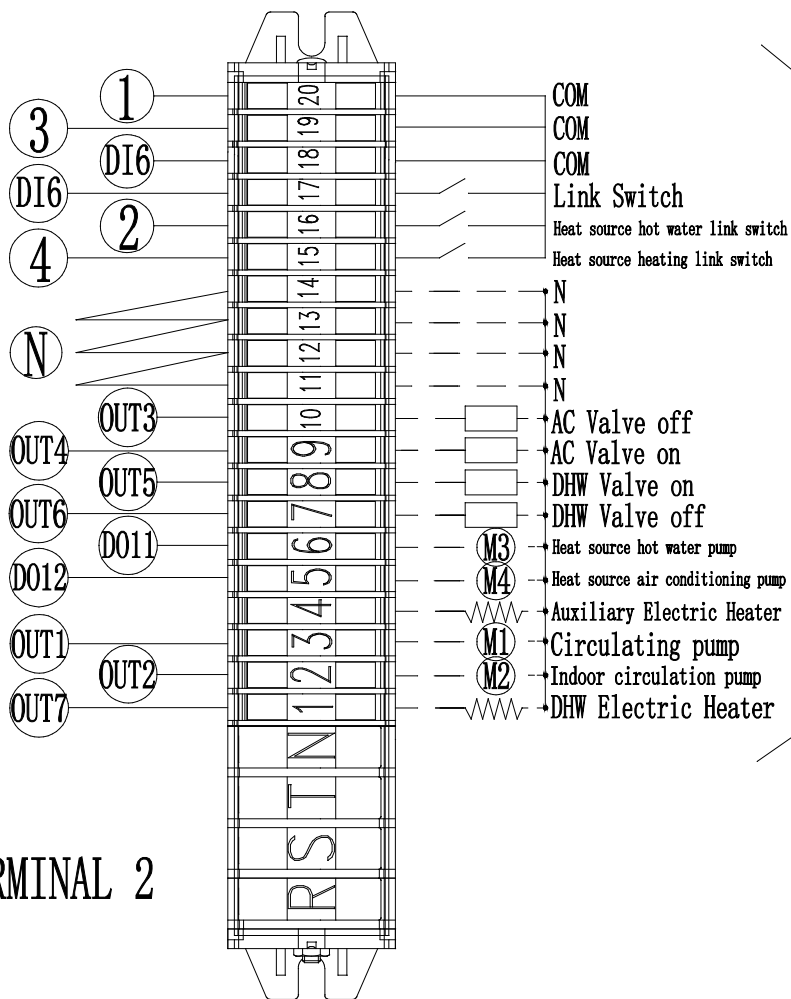 1 20 COM
3 19 COM
DI6 18 COM
DI6 17 Link Switch
2 16 Heat source hot water link switch
4 15 Heat source heating link switch
14 N
13 N
N 12 N
11 N
OUT3 10 AC Valve off
OUT4 9 AC Valve on
OUT5 8 DHW Valve on
OUT6 7 DHW Valve off
DO11 6 M3 Heat source hot water pump
DO12 5 M4 Heat source air conditioning pump
4 Auxiliary Electric Heater
OUT1 3 M1 Circulating pump
OUT2 2 M2 Indoor circulation pump
OUT7 1 DHW Electric Heater
N
T
S
R
RMINAL 2